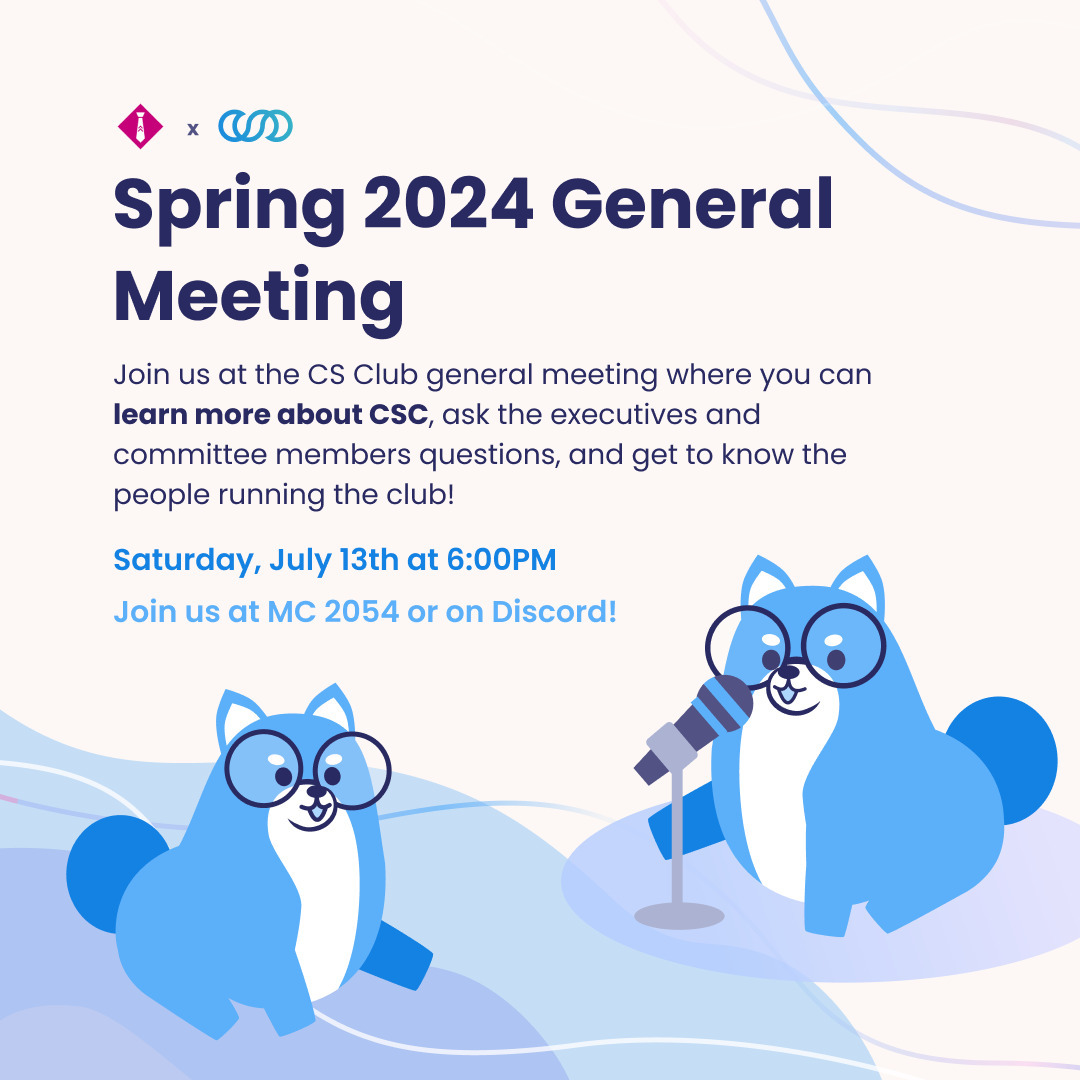 x
Spring 2024 General
Meeting
Join us at the CS Club general meeting where you can
learn more about CSC, ask the executives and
committee members questions, and get to know the
people running the club!
Saturday, July 13th at 6:00PM
Join us at MC 2054 or on Discord!